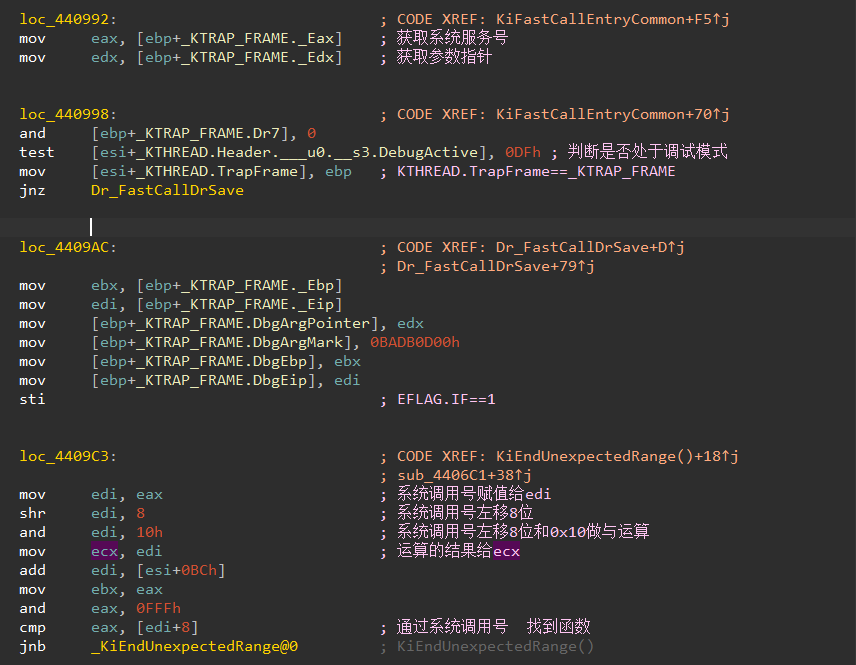 loc_440992: ; CODE XREF: KiFastCallEntryCommon+F5↑j
mov eax, [ebp+_KTRAP_FRAME._Eax] ; 获取系统服务号
mov edx, [ebp+_KTRAP_FRAME._Edx] ; 获取参数指针
loc_440998: ; CODE XREF: KiFastCallEntryCommon+70↑j
and [ebp+_KTRAP_FRAME.Dr7], 0
test [esi+_KTHREAD.Header.___u0.__s3.DebugActive], 0DFh ; 判断是否处于调试模式
mov [esi+_KTHREAD.TrapFrame], ebp ; KTHREAD.TrapFrame==_KTRAP_FRAME
jnz Dr_FastCallDrSave
loc_4409AC: ; CODE XREF: Dr_FastCallDrSave+D↑j
; Dr_FastCallDrSave+79↑j
mov ebx, [ebp+_KTRAP_FRAME._Ebp]
mov edi, [ebp+_KTRAP_FRAME._Eip]
mov [ebp+_KTRAP_FRAME.DbgArgPointer], edx
mov [ebp+_KTRAP_FRAME.DbgArgMark], 0BADB0D00h
mov [ebp+_KTRAP_FRAME.DbgEbp], ebx
mov [ebp+_KTRAP_FRAME.DbgEip], edi
sti ; EFLAG.IF==1
loc_4409C3: ; CODE XREF: KiEndUnexpectedRange()+18↑j
; sub_4406C1+38↑j
mov edi, eax ; 系统调用号赋值给edi
shr edi, 8 ; 系统调用号左移8位
and edi, 10h ; 系统调用号左移8位和0x10做与运算
mov ecx, edi ; 运算的结果给ecx
add edi, [esi+0BCh]
mov ebx, eax
and eax, 0FFFh
cmp eax, [edi+8] ; 通过系统调用号 找到函数
jnb _KiEndUnexpectedRange@0 ; KiEndUnexpectedRange()